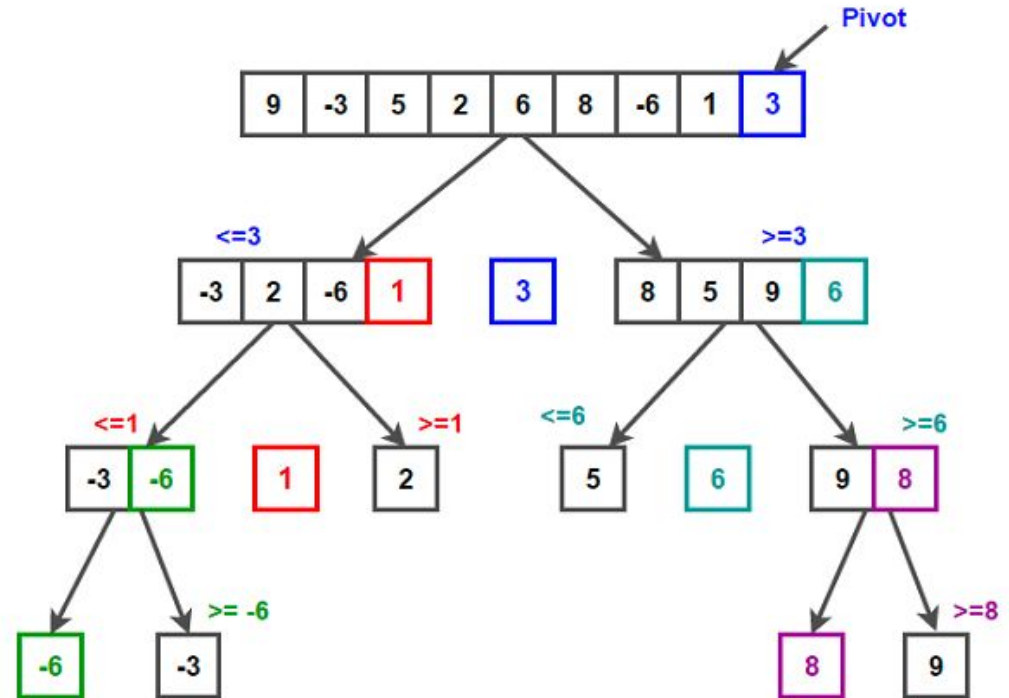 Pivot
9 -3 5 2 6 8 -6 1 3
<=3 >=3
-3 2 -6 1 3 8 5 9 6
<=1 >=1 <=6 >=6
-3 -6 1 2 5 6 9 8
>= -6 >=8
-6 -3 8 9